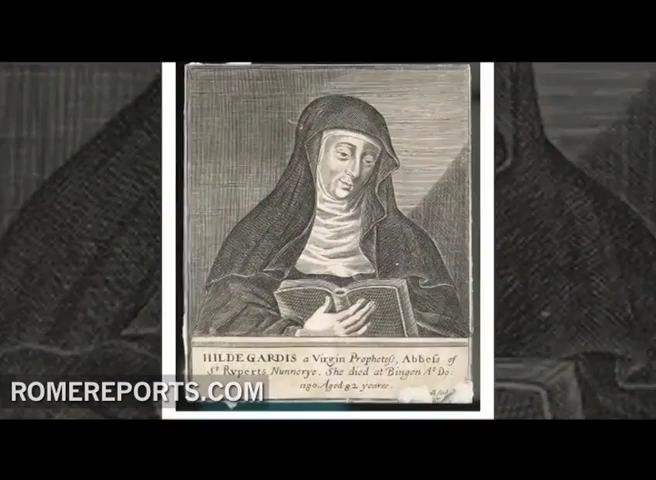 HILDEGARDIS a Virgin Prophetess, Abbess of
St Ruperts Nunnerye. She died at Bingen Ao Do:
1180. Aged 82 yeares.
ROMEREPORTS.COM